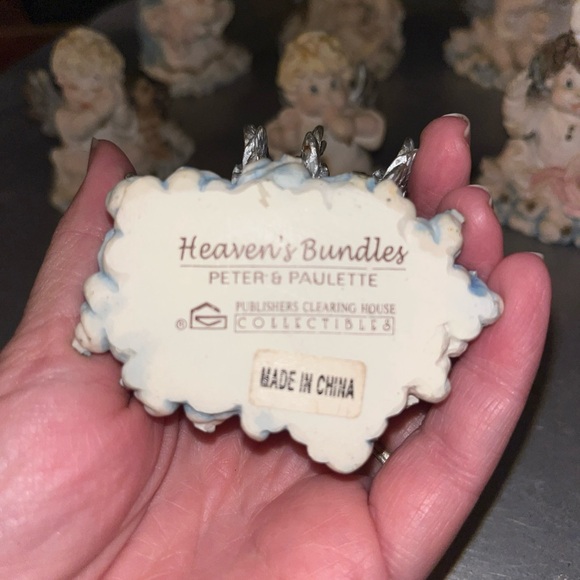 Heaven's Bundles
PETER & PAULETTE
® PUBLISHERS CLEARING HOUSE
COLLECTIBLES
MADE IN CHINA